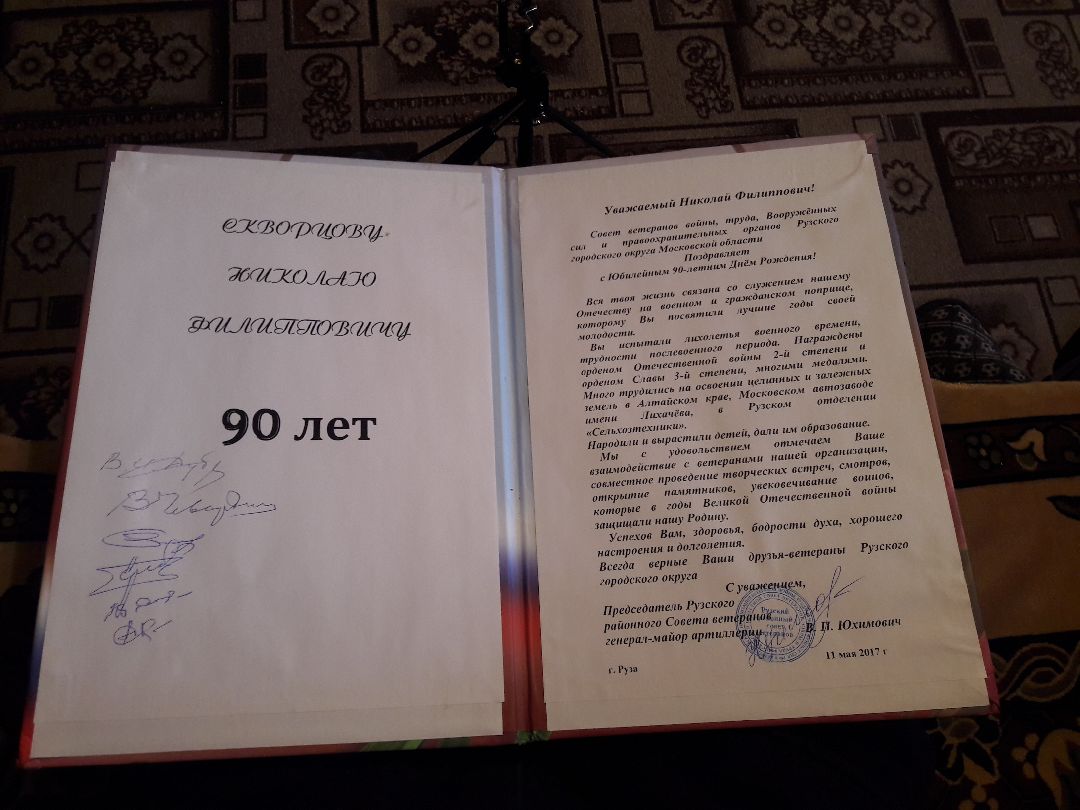 СКВОРЦОВУ
НИКОЛАЮ
ФИЛИППОВИЧУ
90 лет
Уважаемый Николай Филиппович!
Совет ветеранов войны, труда, Вооружённых
сил и правоохранительных органов Рузского
городского округа Московской области
Поздравляет
с Юбилейным 90-летним Днём Рождения!
Вся твоя жизнь связана со служением нашему
Отечеству на военном и гражданском поприще,
которому Вы посвятили лучшие годы своей
молодости.
Вы испытали лихолетья военного времени,
трудности послевоенного периода. Награждены
орденом Отечественной войны 2-й степени и
орденом Славы 3-й степени, многими медалями.
Много трудились на освоении целинных и залежных
земель в Алтайском крае, Московском автозаводе
имени Лихачёва, в Рузском отделении
«Сельхозтехники».
Народили и вырастили детей, дали им образование.
Мы с удовольствием отмечаем Ваше
взаимодействие с ветеранами нашей организации,
совместное проведение творческих встреч, смотров,
открытие памятников, увековечивание воинов,
которые в годы Великой Отечественной войны
защищали нашу Родину.
Успехов Вам, здоровья, бодрости духа, хорошего
настроения и долголетия.
Всегда верные Ваши друзья-ветераны Рузского
городского округа
С уважением,
Председатель Рузского
районного Совета ветеранов,
генерал-майор артиллерии
В. П. Юхимович
г. Руза
11 мая 2017 г